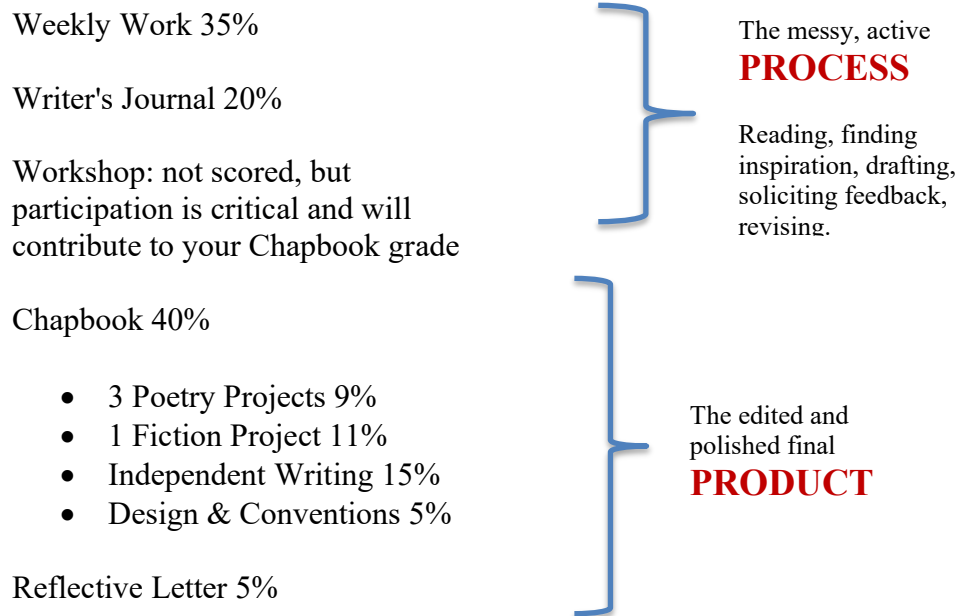 Weekly Work 35%
Writer's Journal 20%
Workshop: not scored, but
participation is critical and will
contribute to your Chapbook grade
The messy, active
PROCESS
Reading, finding
inspiration, drafting,
soliciting feedback,
revising.
Chapbook 40%
• 3 Poetry Projects 9%
• 1 Fiction Project 11%
• Independent Writing 15%
• Design & Conventions 5%
Reflective Letter 5%
The edited and
polished final
PRODUCT